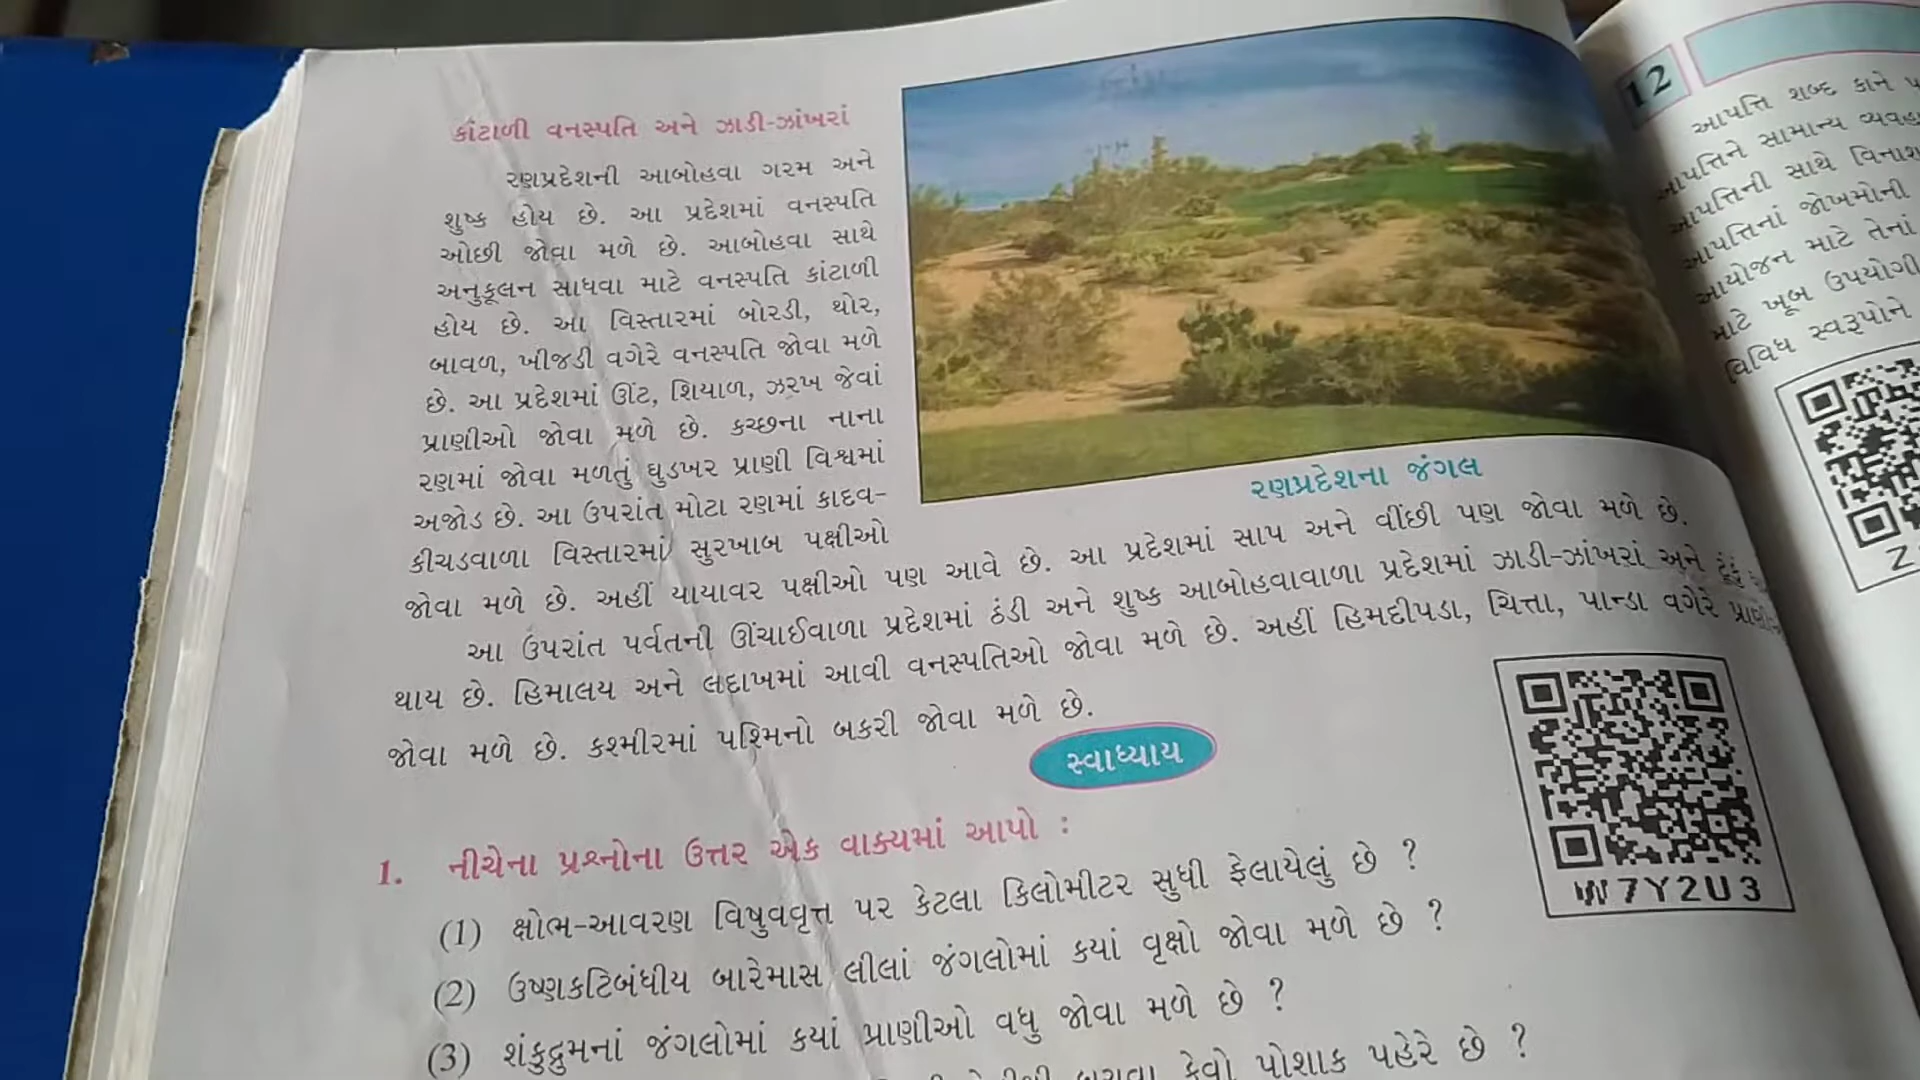 કાંટાળી વનસ્પતિ અને ઝાડી-ઝાંખરાં
રણપ્રદેશની આબોહવા ગરમ અને
શુષ્ક હોય છે. આ પ્રદેશમાં વનસ્પતિ
ઓછી જોવા મળે છે. આબોહવા સાથે
અનુકૂલન સાધવા માટે વનસ્પતિ કાંટાળી
હોય છે. આ વિસ્તારમાં બોરડી, થોર,
બાવળ, ખીજડી વગેરે વનસ્પતિ જોવા મળે
છે. આ પ્રદેશમાં ઊંટ, શિયાળ, ઝરખ જેવાં
પ્રાણીઓ જોવા મળે છે. કચ્છના નાના
રણમાં જોવા મળતું ઘુડખર પ્રાણી વિશ્વમાં
અજોડ છે. આ ઉપરાંત મોટા રણમાં કાદવ-
કીચડવાળા વિસ્તારમાં સુરખાબ પક્ષીઓ
જોવા મળે છે. અહીં યાયાવર પક્ષીઓ પણ આવે છે. આ પ્રદેશમાં સાપ અને વીંછી પણ જોવા મળે છે.
રણપ્રદેશના જંગલ
આ ઉપરાંત પર્વતની ઊંચાઈવાળા પ્રદેશમાં ઠંડી અને શુષ્ક આબોહવાવાળા પ્રદેશમાં ઝાડી-ઝાંખરાં અને ટૂંકું
થાય છે. હિમાલય અને લદાખમાં આવી વનસ્પતિઓ જોવા મળે છે. અહીં હિમદીપડા, ચિત્તા, પાન્ડા વગેરે
જોવા મળે છે. કશ્મીરમાં પશ્મિનો બકરી જોવા મળે છે.
સ્વાધ્યાય
1. નીચેના પ્રશ્નોના ઉત્તર એક વાક્યમાં આપો :
(1) ક્ષોભ-આવરણ વિષુવવૃત્ત પર કેટલા કિલોમીટર સુધી ફેલાયેલું છે ?
(2) ઉષ્ણકટિબંધીય બારેમાસ લીલાં જંગલોમાં કયાં વૃક્ષો જોવા મળે છે ?
(3) શંકુદ્રુમનાં જંગલોમાં કયાં પ્રાણીઓ વધુ જોવા મળે છે ?
કેવો પોશાક પહેરે છે ?
W7Y2U3
12
આપત્તિ શબ્દ કાને
આપત્તિને સામાન્ય
આપત્તિની સાથે
આપત્તિનાં જોખમોની
આયોજન માટે તેનાં
માટે ખૂબ ઉપયોગી
વિવિધ સ્વરૂપોને